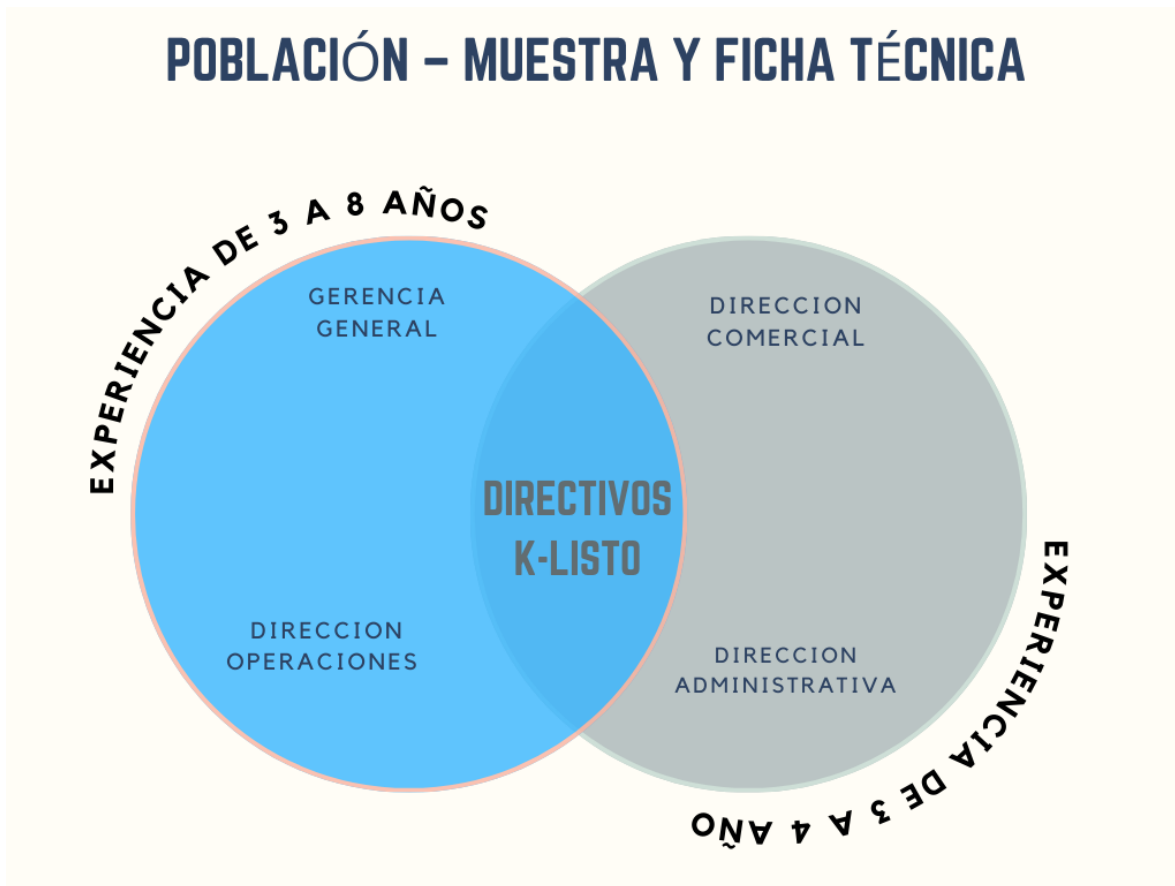 POBLACIÓN – MUESTRA Y FICHA TÉCNICA
EXPERIENCIA DE 3 A 8 AÑOS
GERENCIA
GENERAL
DIRECCION
OPERACIONES
DIRECTIVOS
K-LISTO
DIRECCION
COMERCIAL
DIRECCION
ADMINISTRATIVA
EXPERIENCIA DE 3 A 4 AÑO